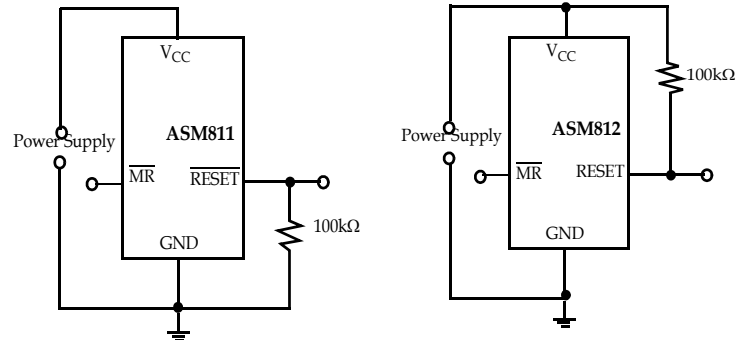 VCC
Power Supply
ASM811
MR
RESET
100kΩ
GND
VCC
100kΩ
Power Supply
ASM812
MR
RESET
GND